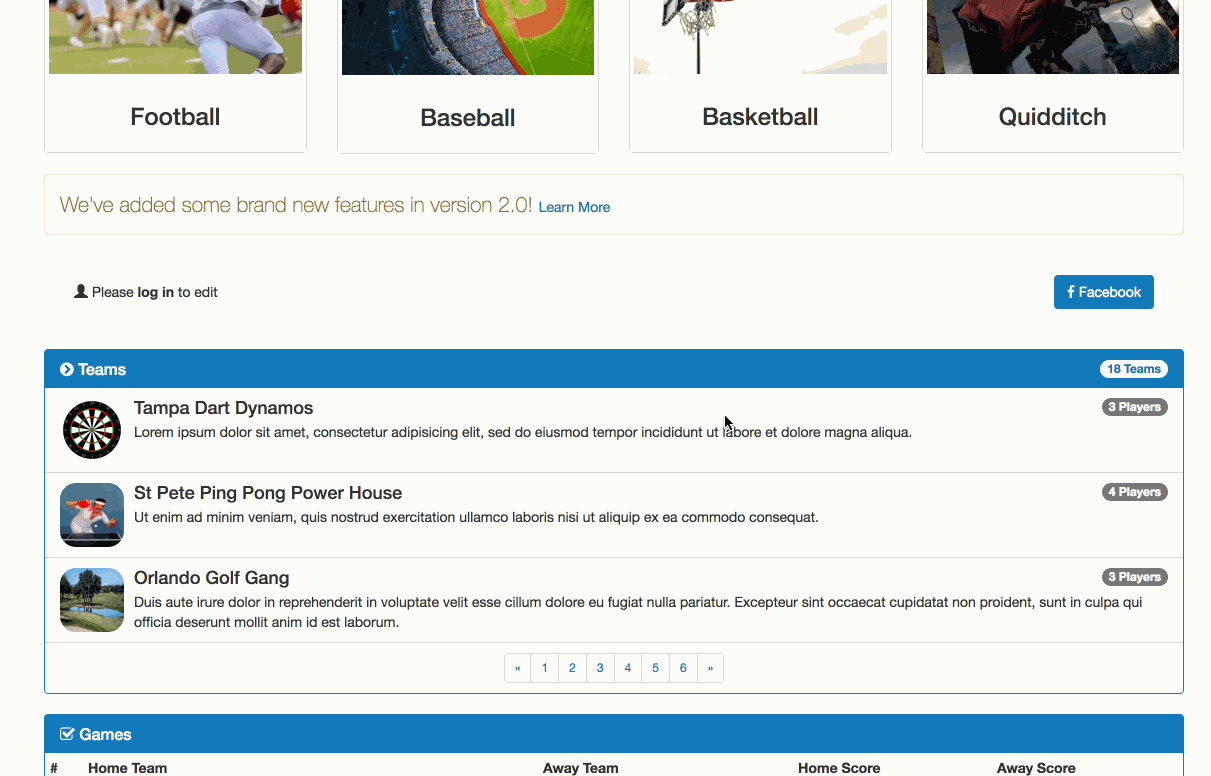 Football
Baseball
Basketball
Quidditch
We've added some brand new features in version 2.0! Learn More
Please log in to edit
Facebook
Teams
18 Teams
Tampa Dart Dynamos
3 Players
Lorem ipsum dolor sit amet, consectetur adipisicing elit, sed do eiusmod tempor incididunt ut labore et dolore magna aliqua.
St Pete Ping Pong Power House
4 Players
Ut enim ad minim veniam, quis nostrud exercitation ullamco laboris nisi ut aliquip ex ea commodo consequat.
Orlando Golf Gang
3 Players
Duis aute irure dolor in reprehenderit in voluptate velit esse cillum dolore eu fugiat nulla pariatur. Excepteur sint occaecat cupidatat non proident, sunt in culpa qui
officia deserunt mollit anim id est laborum.
« 1 2 3 4 5 6 »
Games
# Home Team Away Team Home Score Away Score